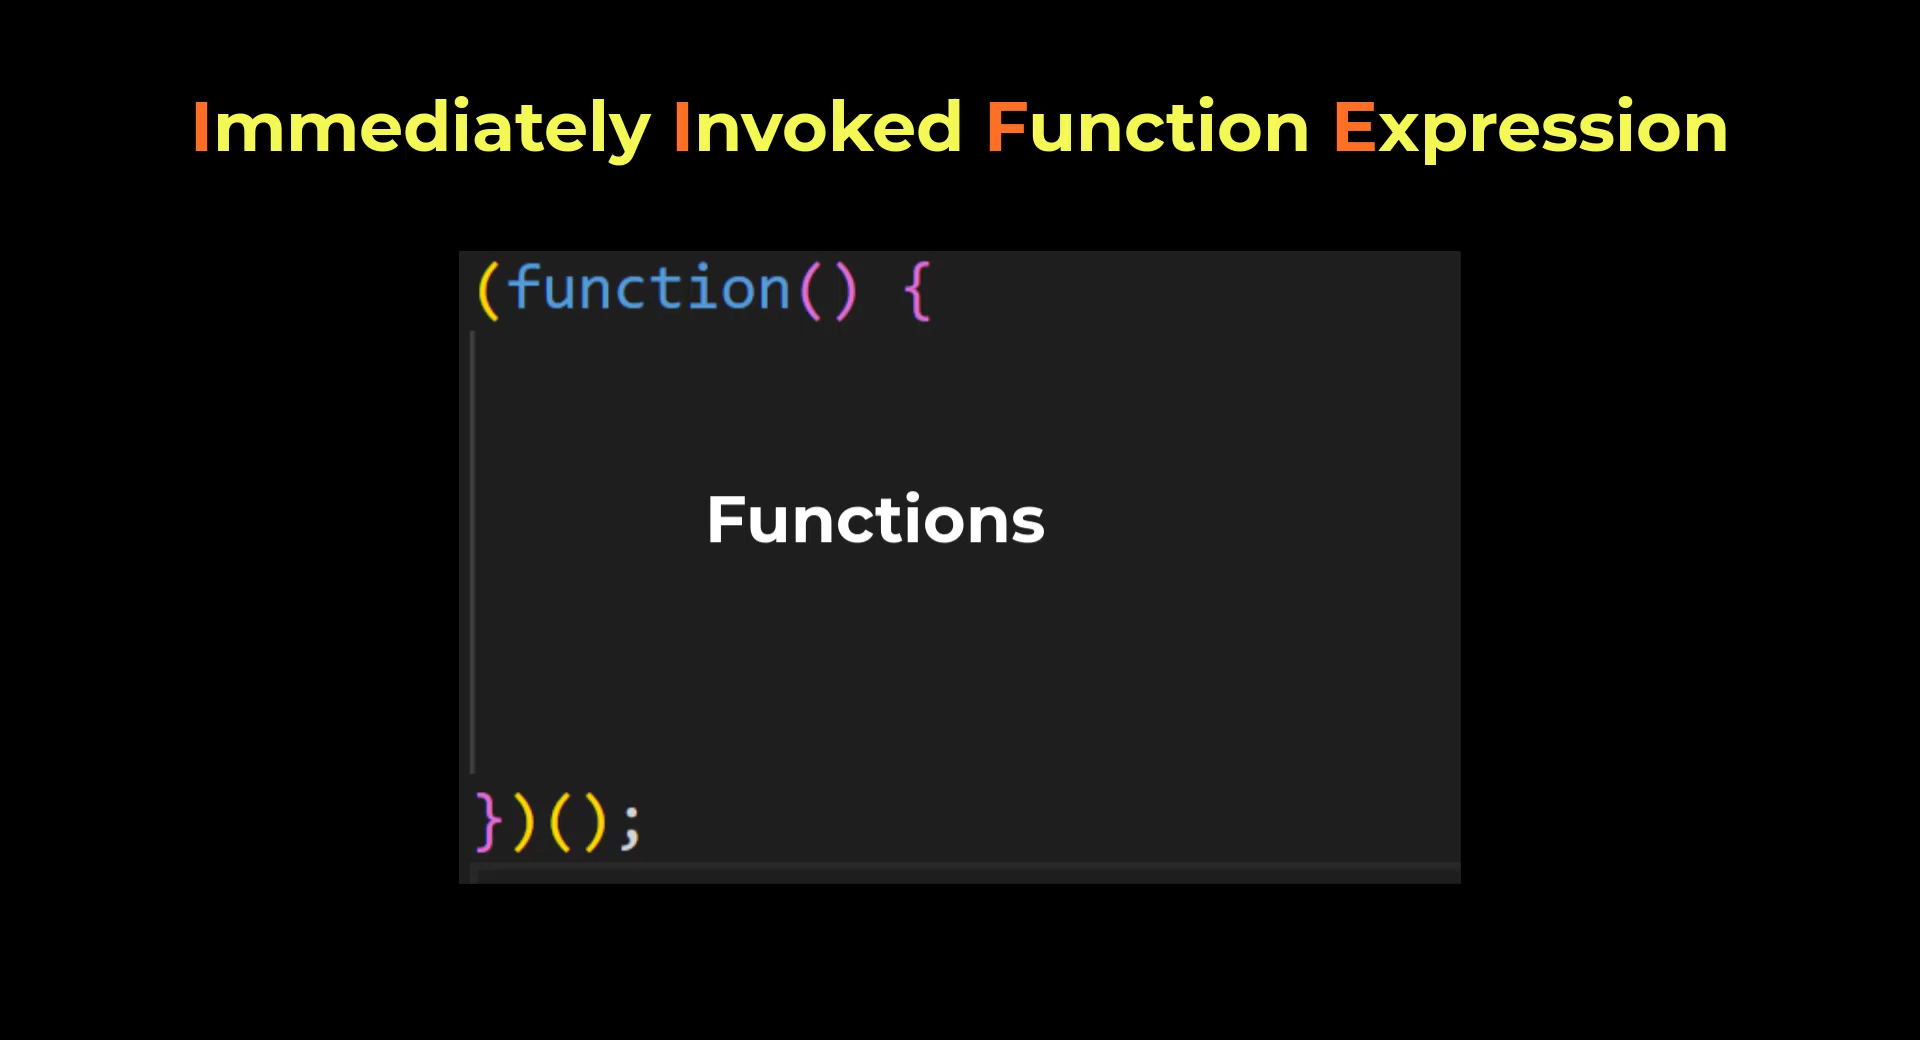 Immediately Invoked Function Expression
(function() {
Functions
})();